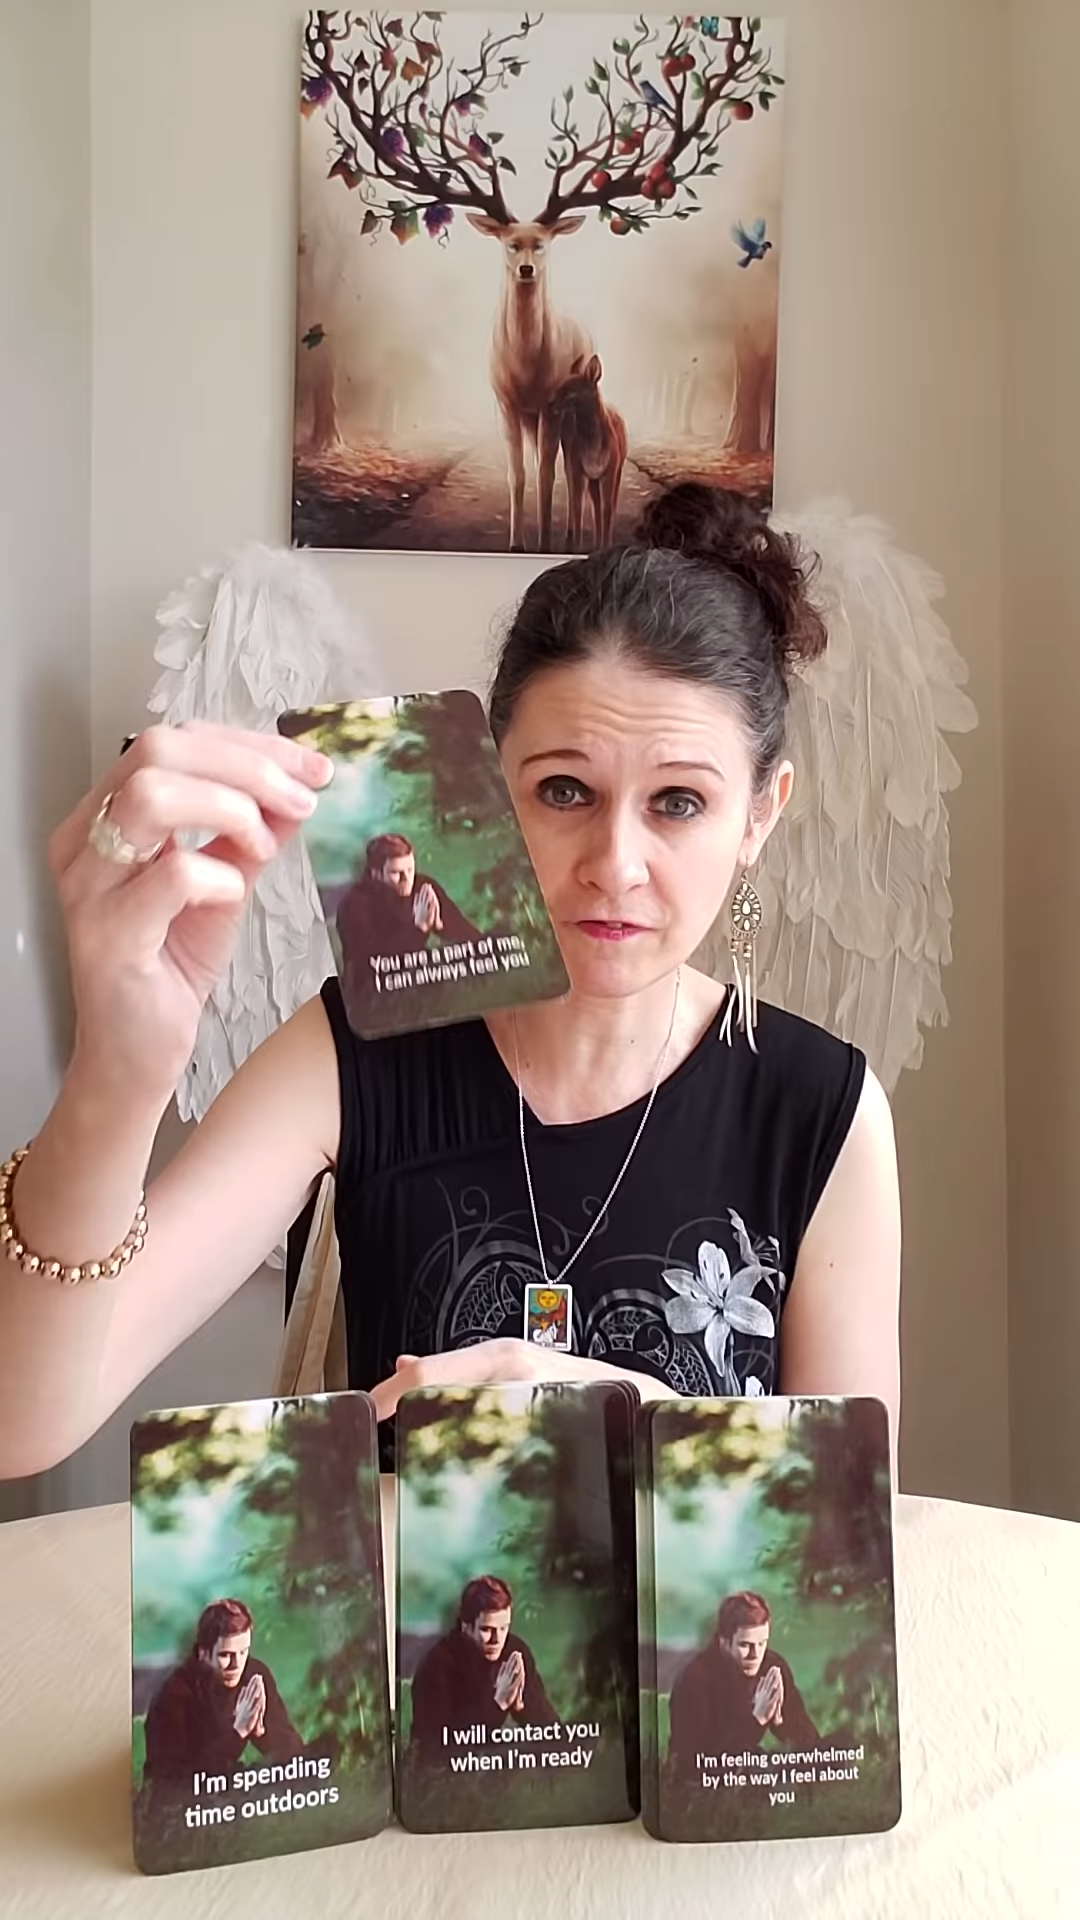 You are a part of me,
I can always feel you
I'm spending
time outdoors
I will contact you
when I'm ready
I'm feeling overwhelmed
by the way I feel about
you